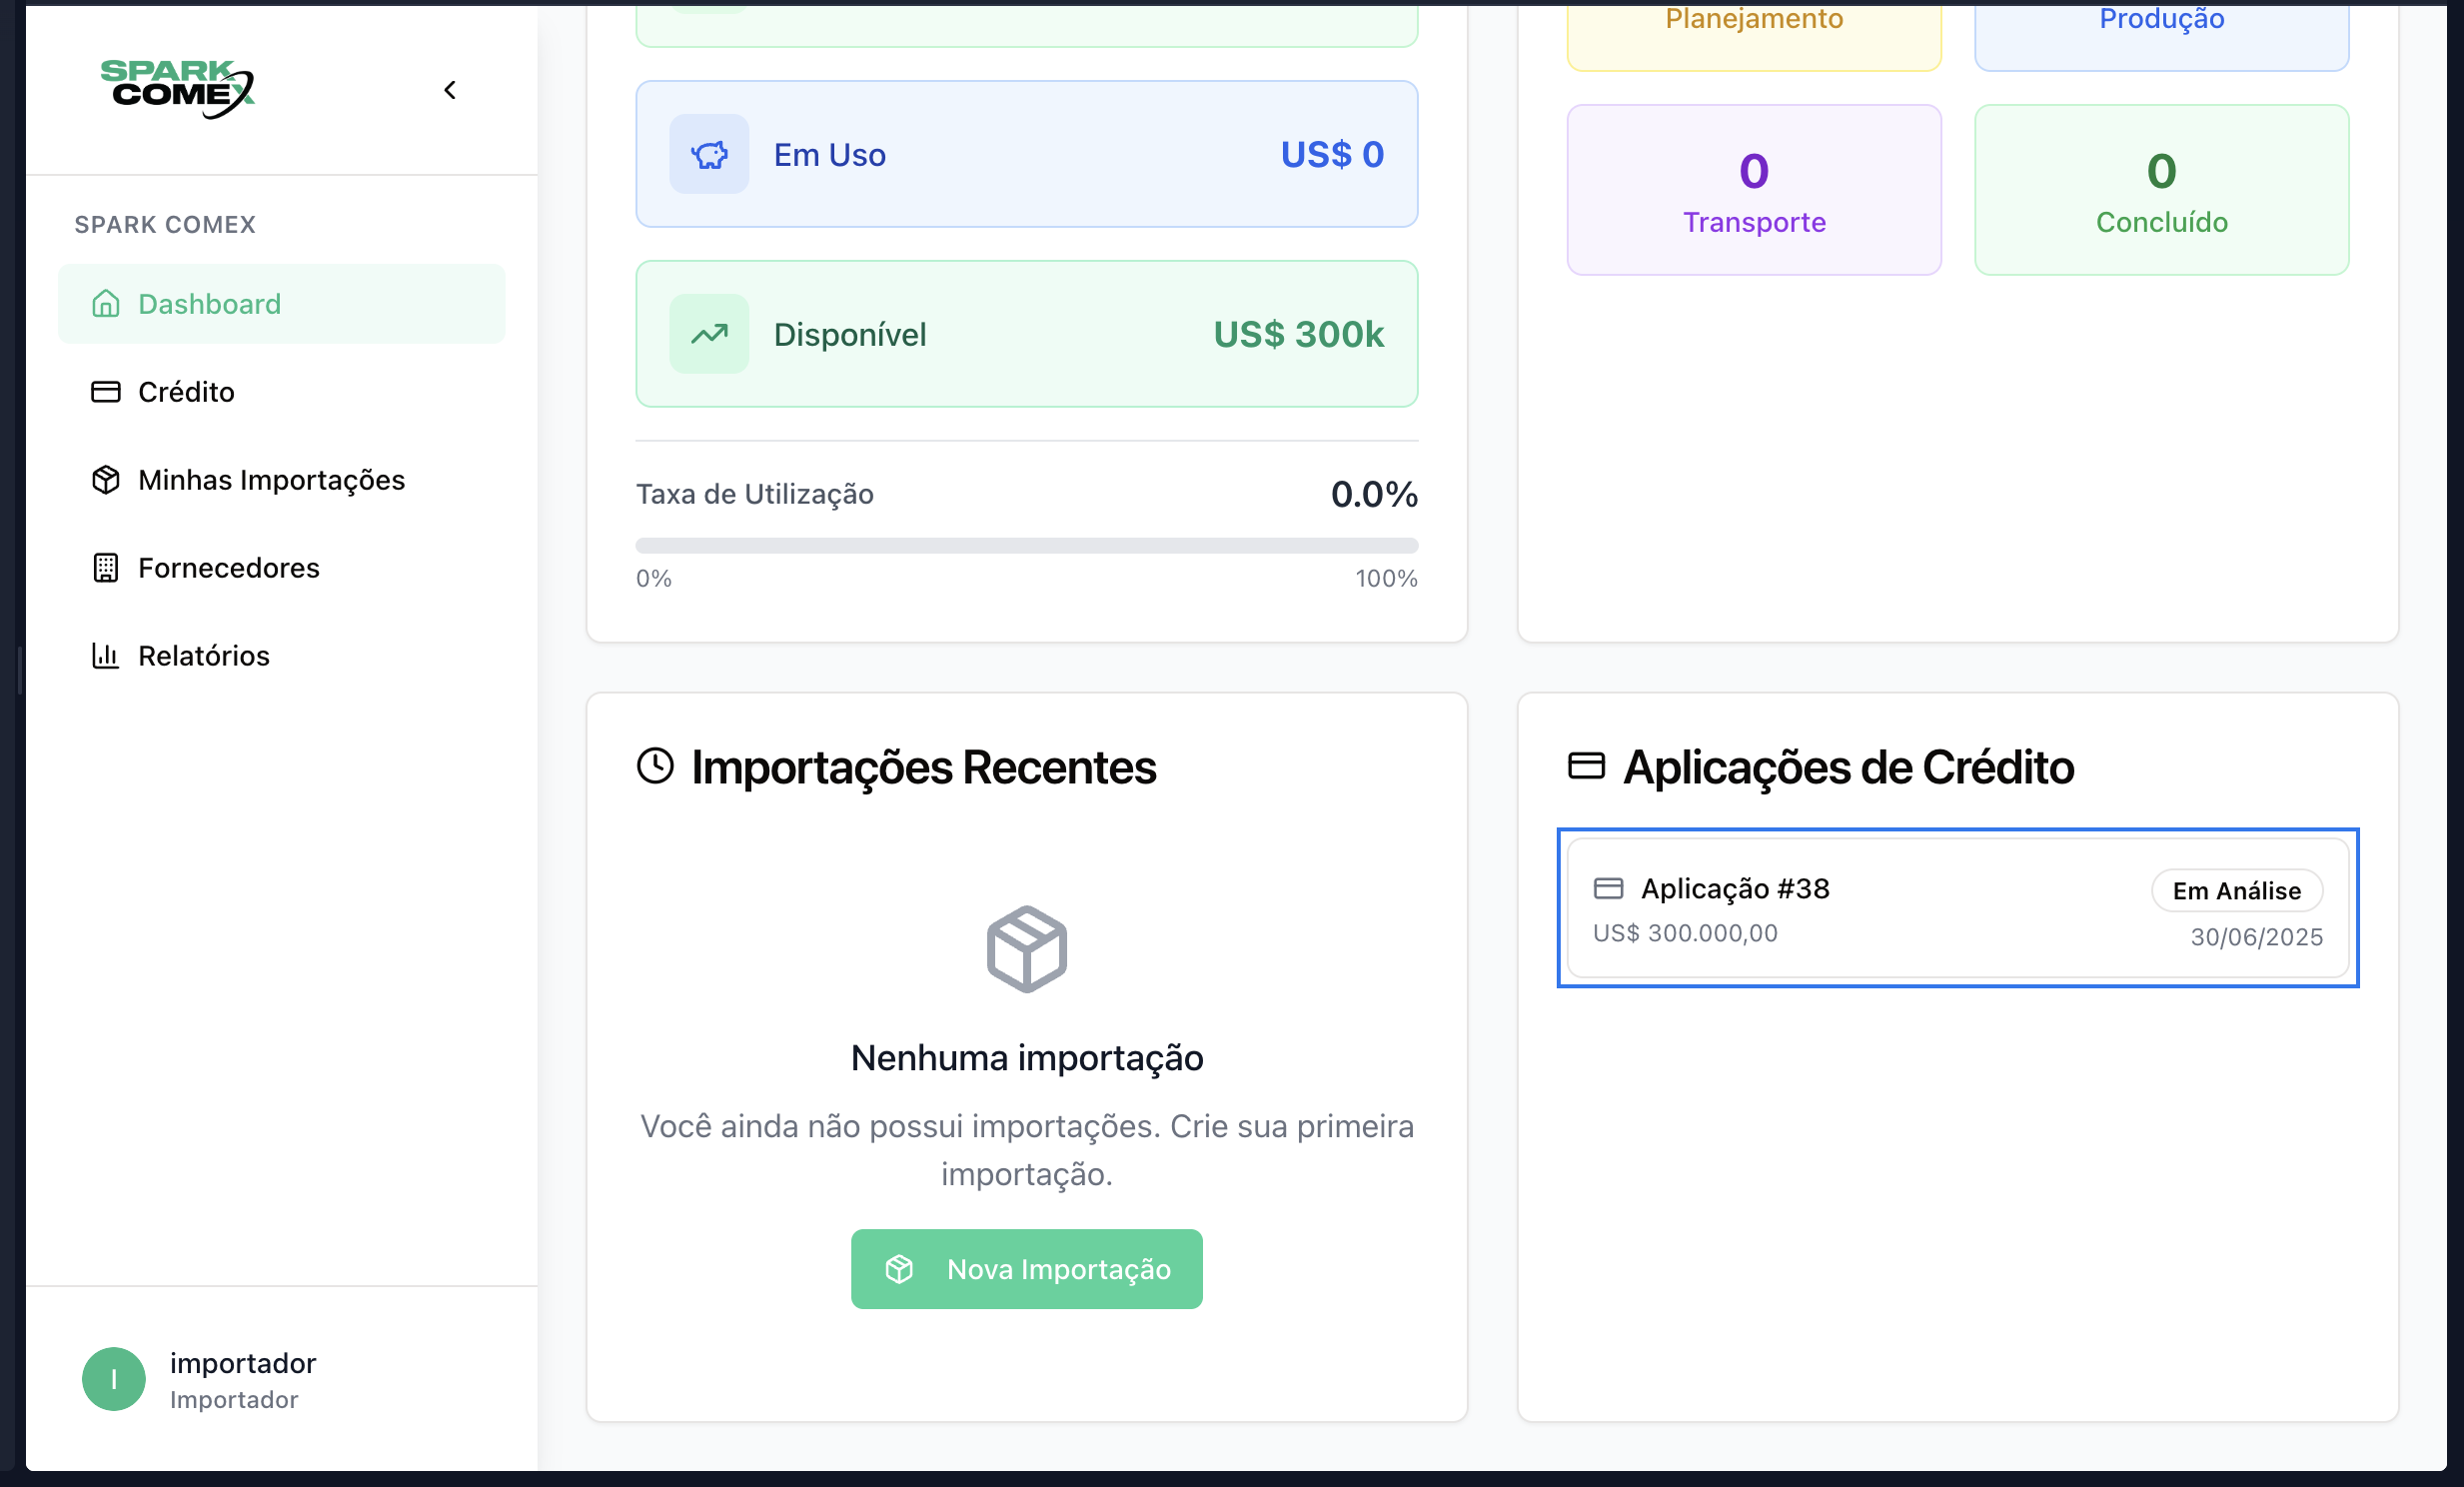 SPARK
COMEX
SPARK COMEX
Dashboard
Crédito
Minhas Importações
Fornecedores
Relatórios
I
importador
Importador
Em Uso
US$ 0
Disponível
US$ 300k
Taxa de Utilização
0.0%
0%
100%
Planejamento
Produção
0
Transporte
0
Concluído
Importações Recentes
Nenhuma importação
Você ainda não possui importações. Crie sua primeira
importação.
Nova Importação
Aplicações de Crédito
Aplicação #38
Em Análise
US$ 300.000,00
30/06/2025